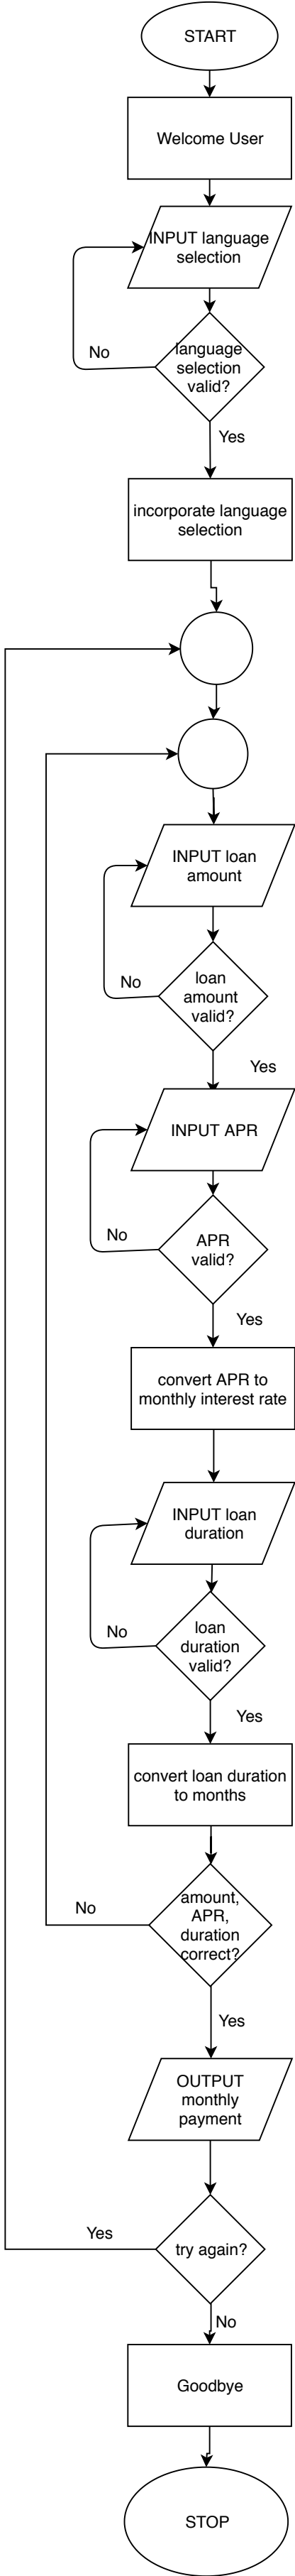 START
Welcome User
INPUT language
selection
language
selection
valid?
No
Yes
incorporate language
selection
INPUT loan
amount
loan
amount
valid?
No
Yes
INPUT APR
APR
valid?
No
Yes
convert APR to
monthly interest rate
INPUT loan
duration
loan
duration
valid?
No
Yes
convert loan duration
to months
amount,
APR,
duration
correct?
No
Yes
OUTPUT
monthly
payment
try again?
Yes
No
Goodbye
STOP